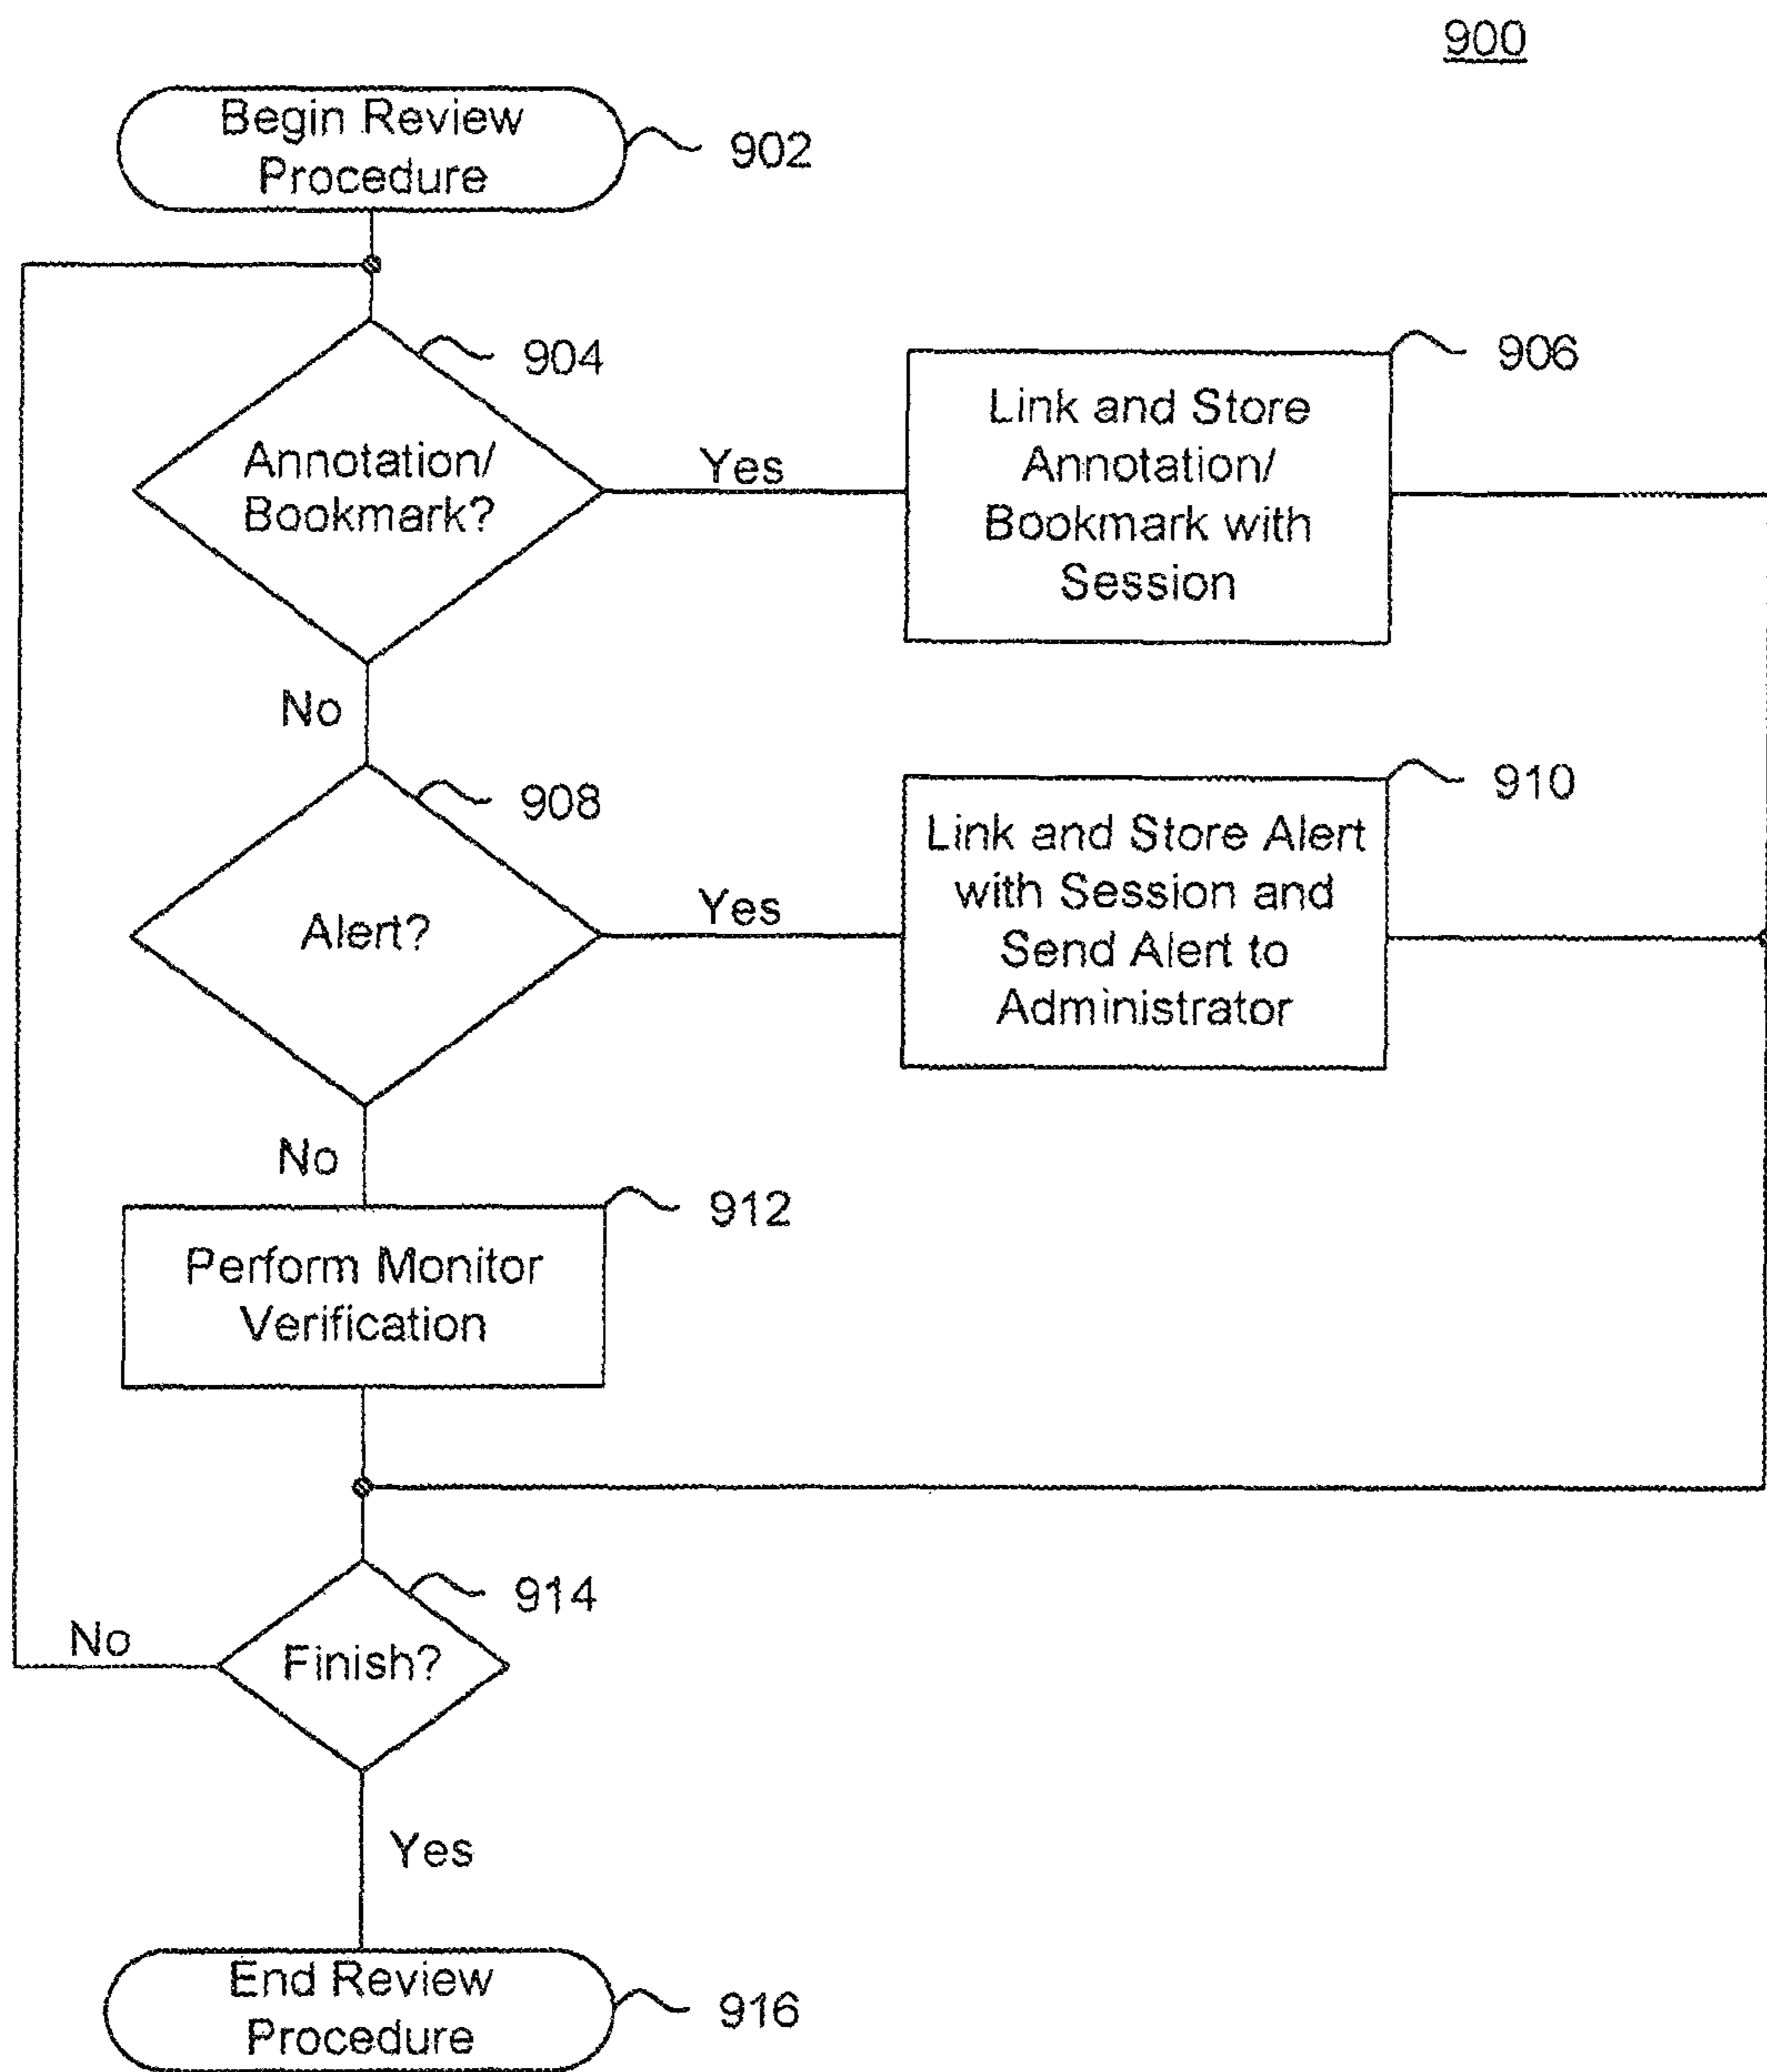 900
Begin Review
Procedure
902
904
Annotation/
Bookmark?
Yes
906
Link and Store
Annotation/
Bookmark with
Session
No
908
Alert?
Yes
910
Link and Store Alert
with Session and
Send Alert to
Administrator
No
912
Perform Monitor
Verification
914
Finish?
No
Yes
End Review
Procedure
916